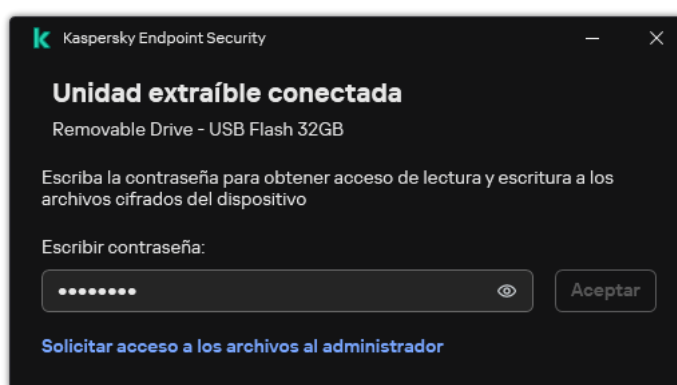 Kaspersky Endpoint Security
Unidad extraíble conectada
Removable Drive - USB Flash 32GB
Escriba la contraseña para obtener acceso de lectura y escritura a los
archivos cifrados del dispositivo
Escribir contraseña:
••••••••
Aceptar
Solicitar acceso a los archivos al administrador